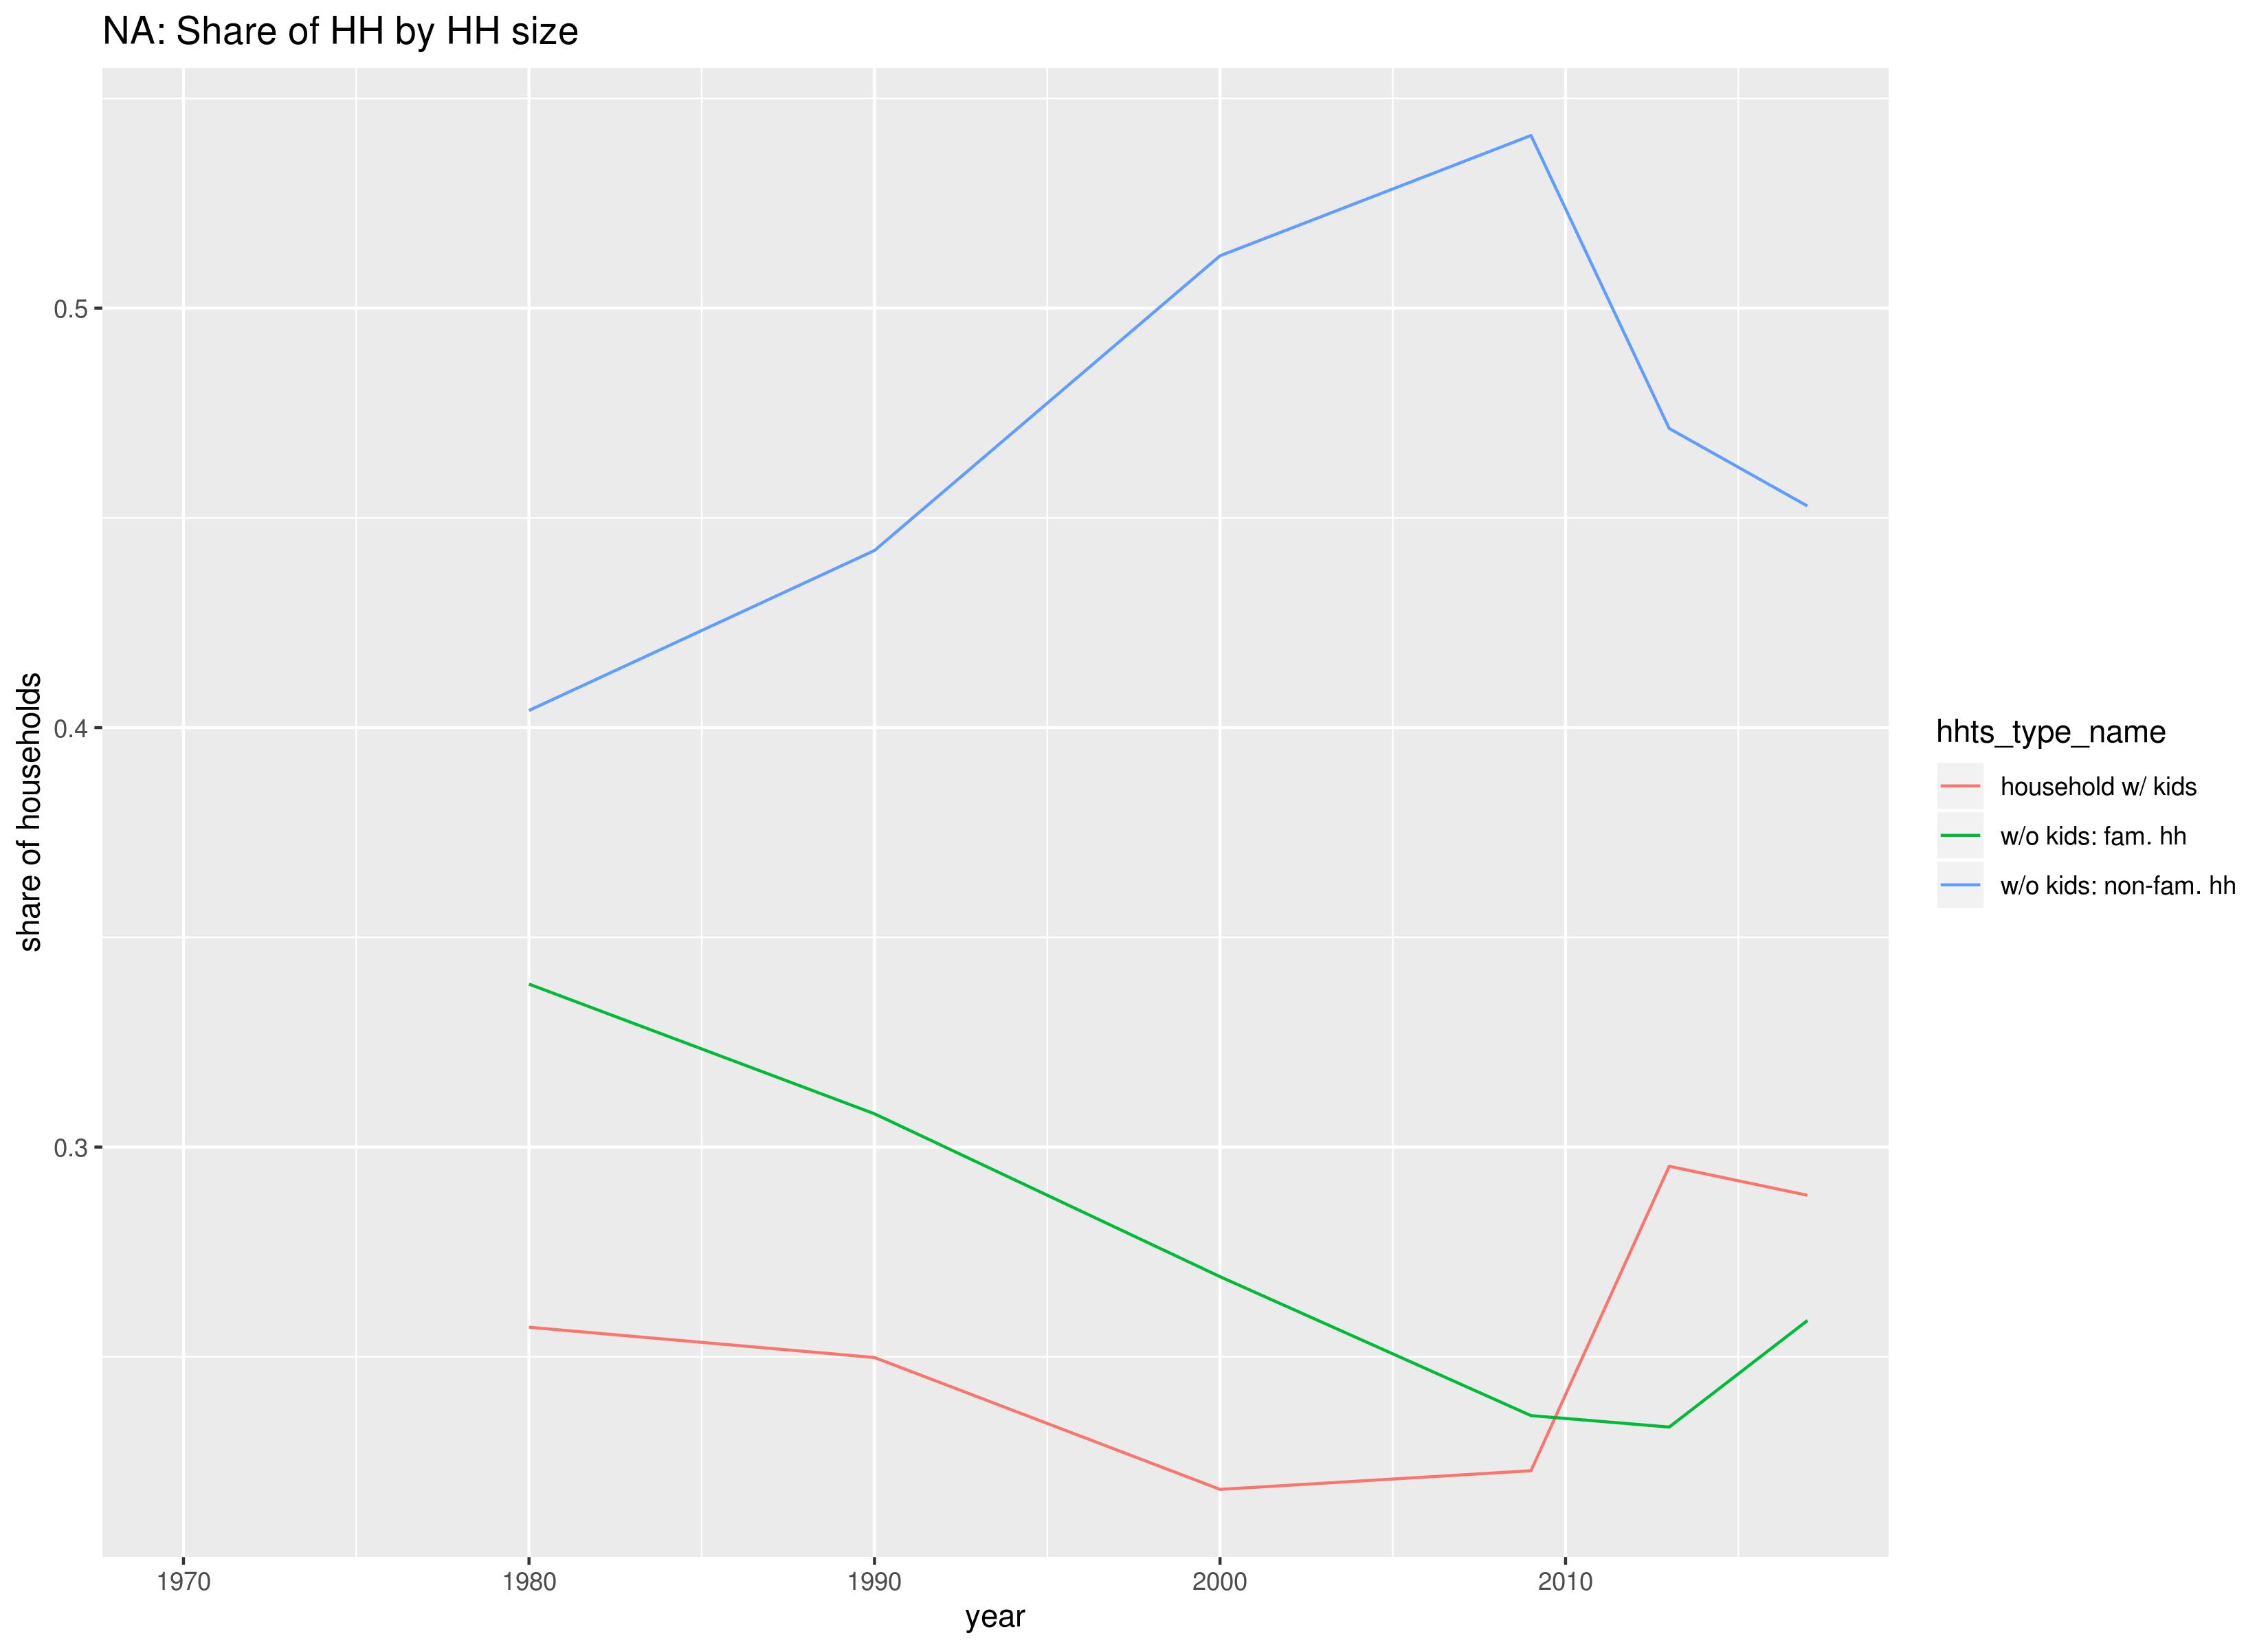 NA: Share of HH by HH size
share of households
0.5
0.4
0.3
1970 1980 1990 2000 2010
year
hhts_type_name
household w/ kids
w/o kids: fam. hh
w/o kids: non-fam. hh